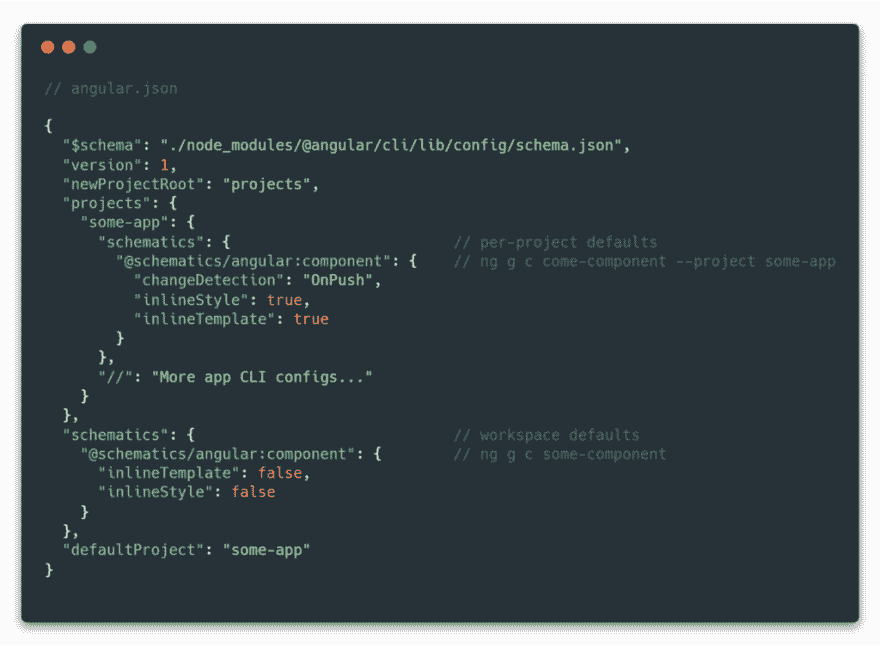 // angular.json
{
"$schema": "./node_modules/@angular/cli/lib/config/schema.json",
"version": 1,
"newProjectRoot": "projects",
"projects": {
"some-app": {
"schematics": { // per-project defaults
"@schematics/angular:component": { // ng g c come-component --project some-app
"changeDetection": "OnPush",
"inlineStyle": true,
"inlineTemplate": true
}
},
"//": "More app CLI configs..."
}
},
"schematics": { // workspace defaults
"@schematics/angular:component": { // ng g c some-component
"inlineTemplate": false,
"inlineStyle": false
}
},
"defaultProject": "some-app"
}